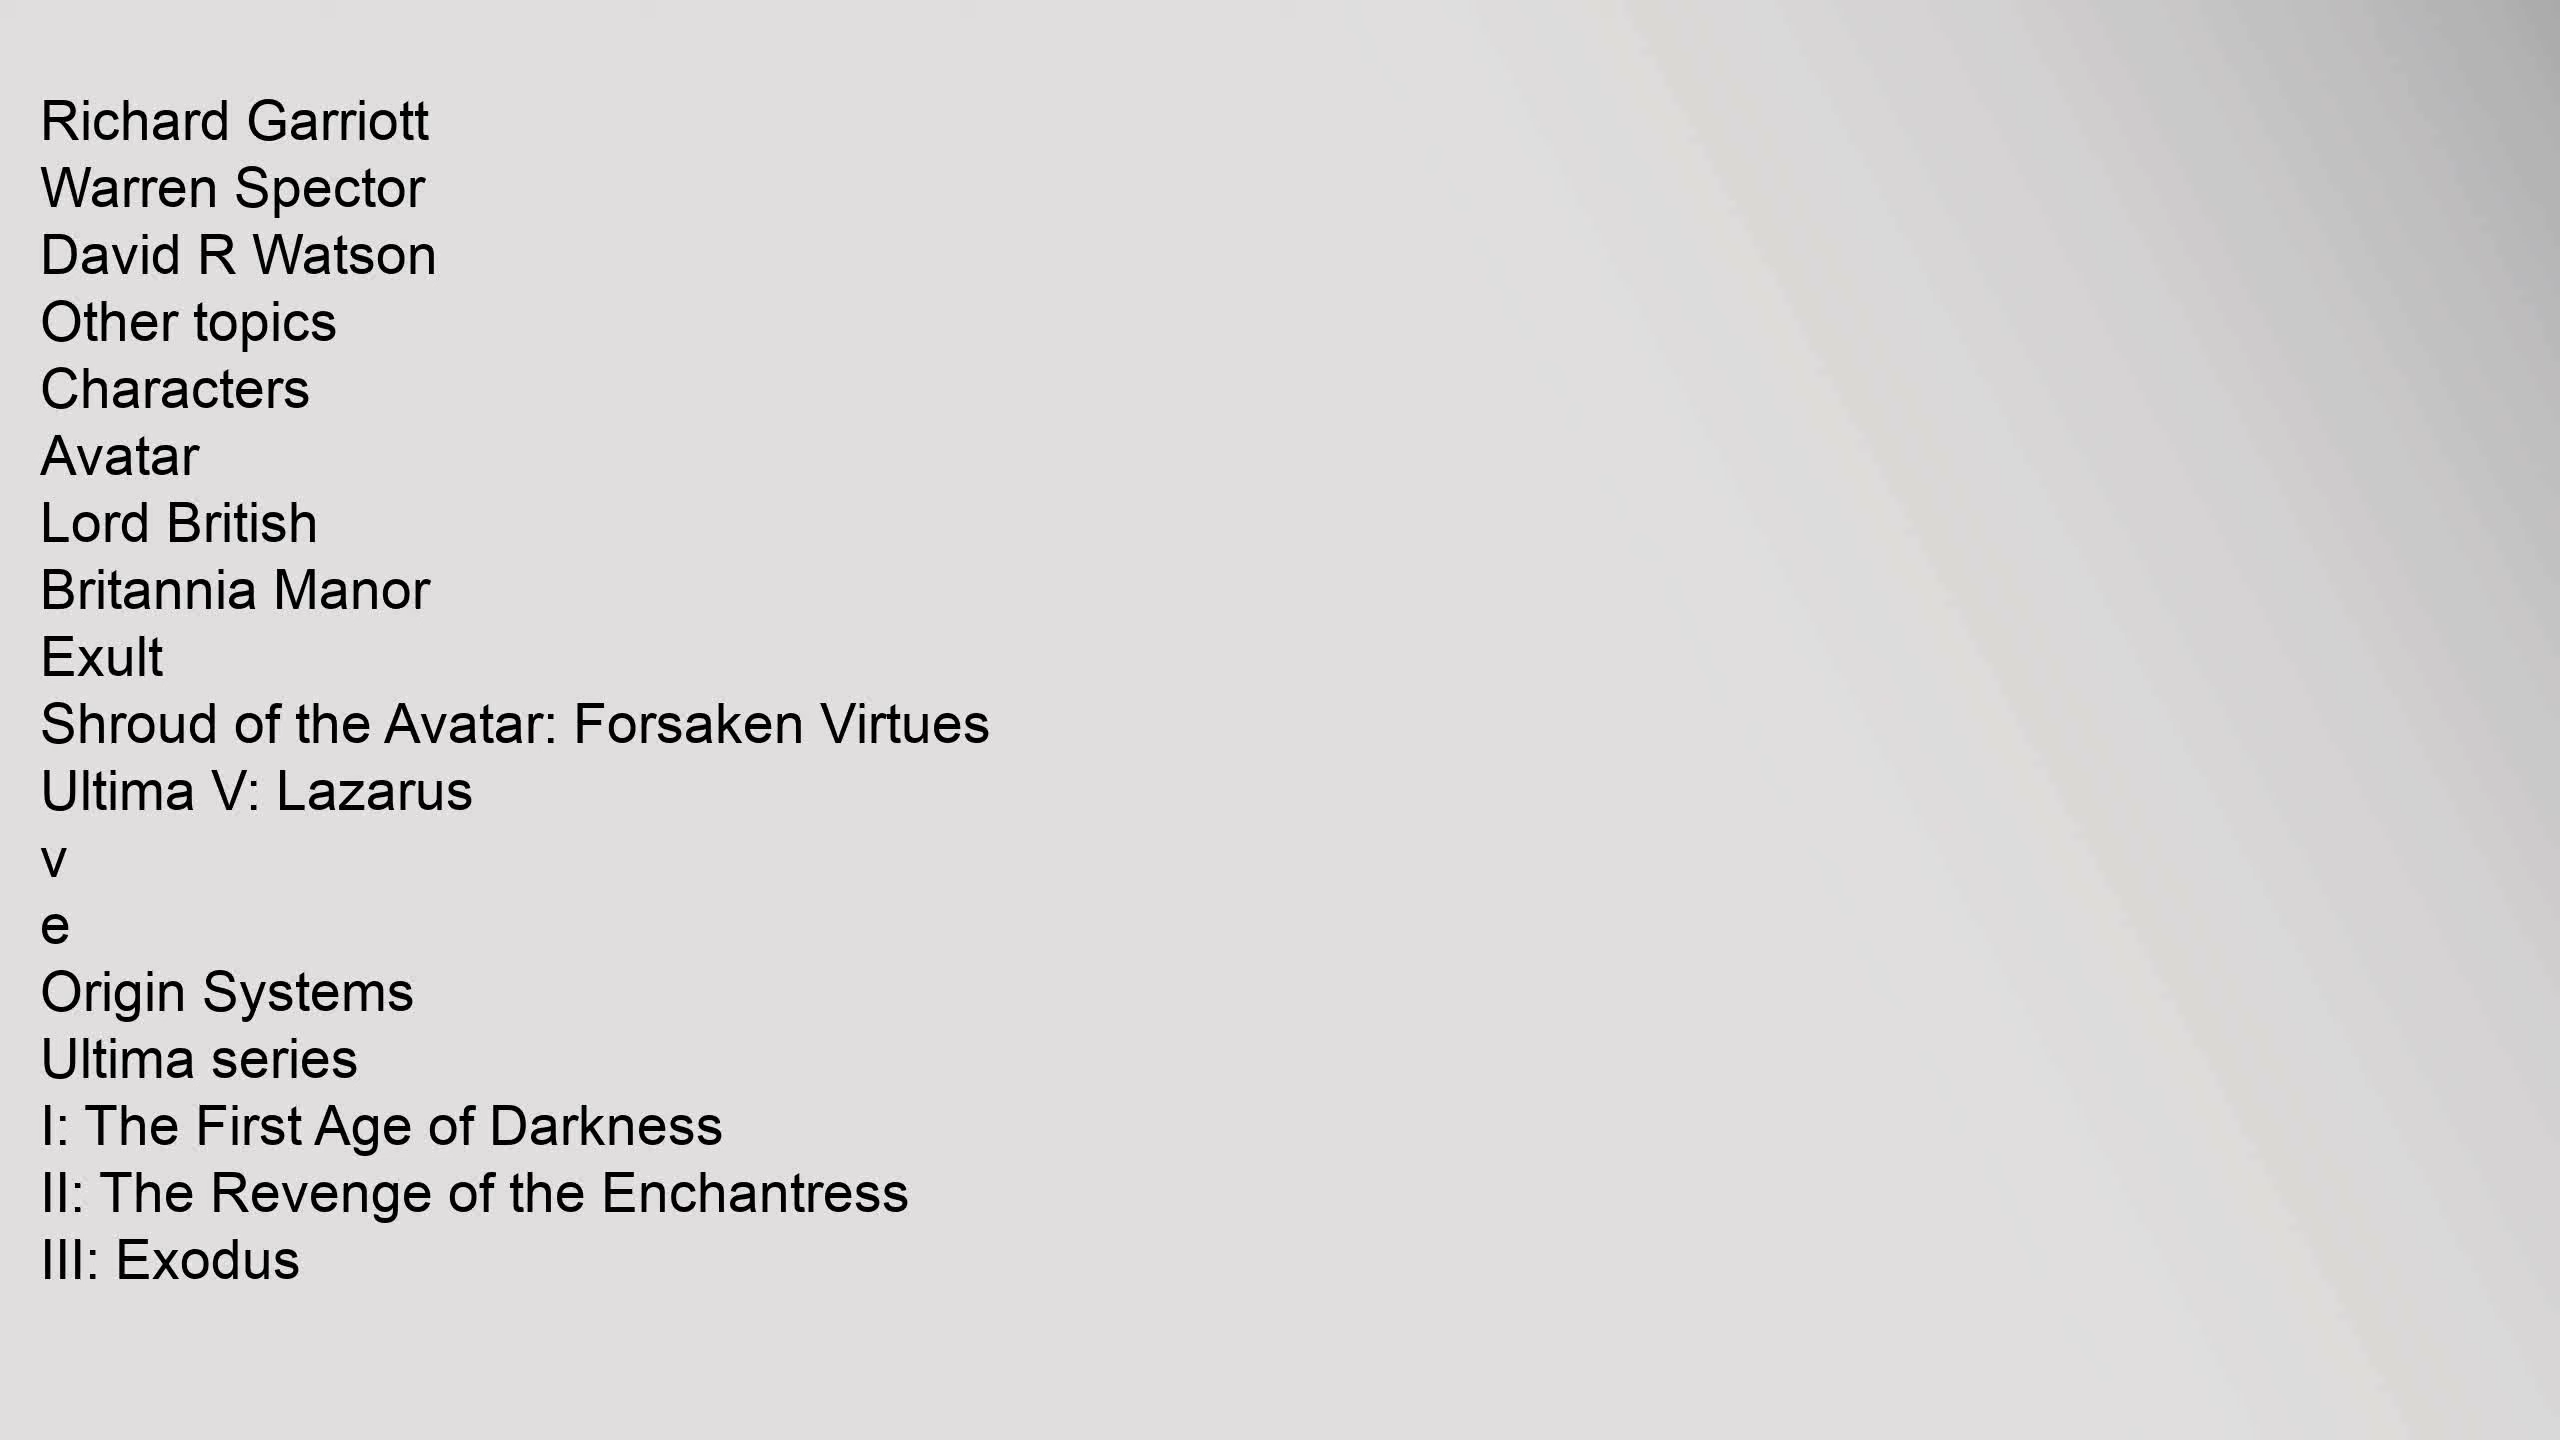 Richard Garriott
Warren Spector
David R Watson
Other topics
Characters
Avatar
Lord British
Britannia Manor
Exult
Shroud of the Avatar: Forsaken Virtues
Ultima V: Lazarus
v
e
Origin Systems
Ultima series
I: The First Age of Darkness
II: The Revenge of the Enchantress
III: Exodus